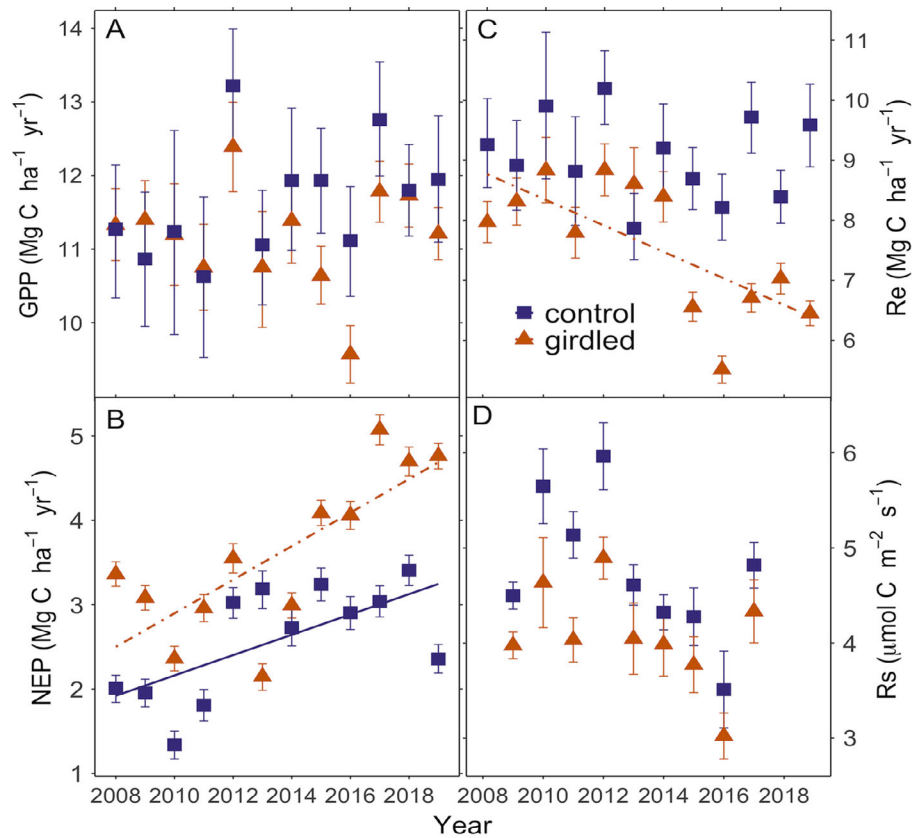 A
C
B
D
GPP (Mg C ha⁻¹ yr⁻¹)
14
13
12
11
10
Re (Mg C ha⁻¹ yr⁻¹)
11
10
9
8
7
6
control
girdled
NEP (Mg C ha⁻¹ yr⁻¹)
5
4
3
2
1
Rs (μmol C m⁻² s⁻¹)
6
5
4
3
2008 2010 2012 2014 2016 2018
2008 2010 2012 2014 2016 2018
Year